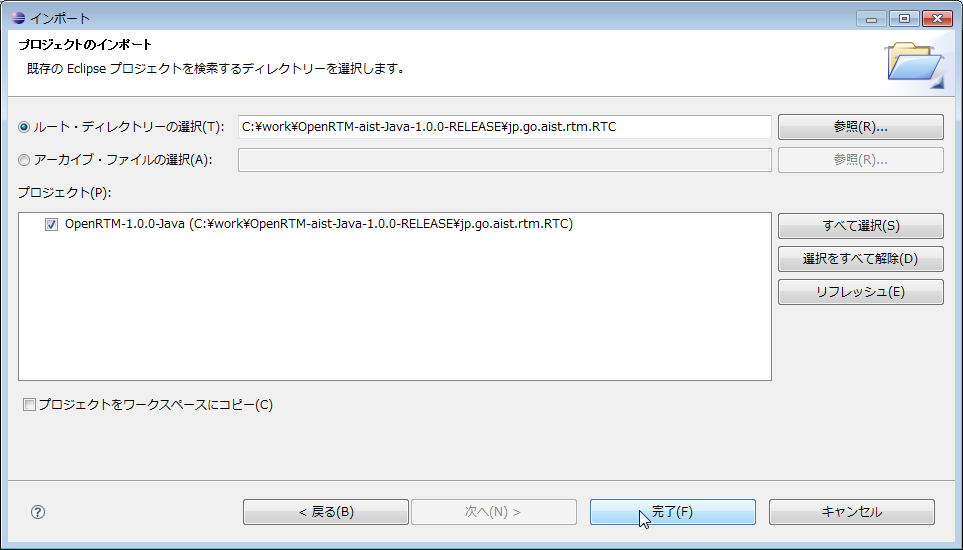 インポート
プロジェクトのインポート
既存の Eclipse プロジェクトを検索するディレクトリーを選択します。
ルート・ディレクトリーの選択(T): C:¥work¥OpenRTM-aist-Java-1.0.0-RELEASE¥jp.go.aist.rtm.RTC 参照(R)...
アーカイブ・ファイルの選択(A): 参照(R)...
プロジェクト(P):
OpenRTM-1.0.0-Java (C:¥work¥OpenRTM-aist-Java-1.0.0-RELEASE¥jp.go.aist.rtm.RTC)
すべて選択(S)
選択をすべて解除(D)
リフレッシュ(E)
プロジェクトをワークスペースにコピー(C)
? < 戻る(B) 次へ(N) > 完了(F) キャンセル